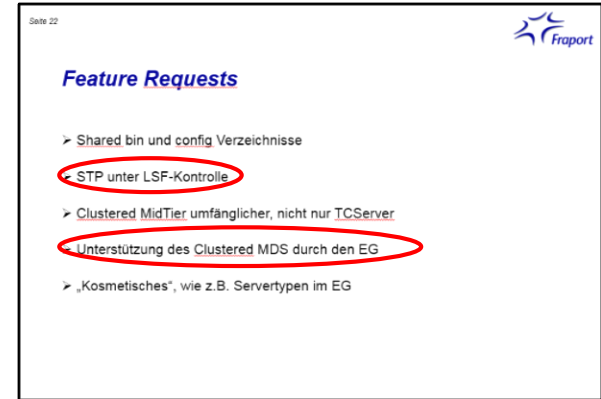 Seite 22
Fraport
Feature Requests
➢ Shared bin und config Verzeichnisse
➢ STP unter LSF-Kontrolle
➢ Clustered MidTier umfänglicher, nicht nur TCServer
➢ Unterstützung des Clustered MDS durch den EG
➢ „Kosmetisches“, wie z.B. Servertypen im EG